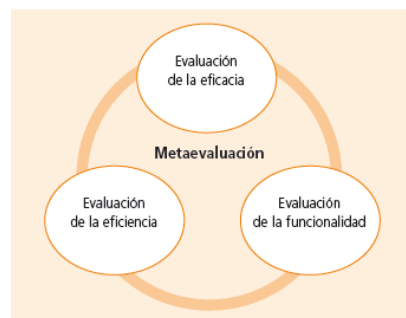 Evaluación
de la eficacia
Metaevaluación
Evaluación
de la eficiencia
Evaluación
de la funcionalidad